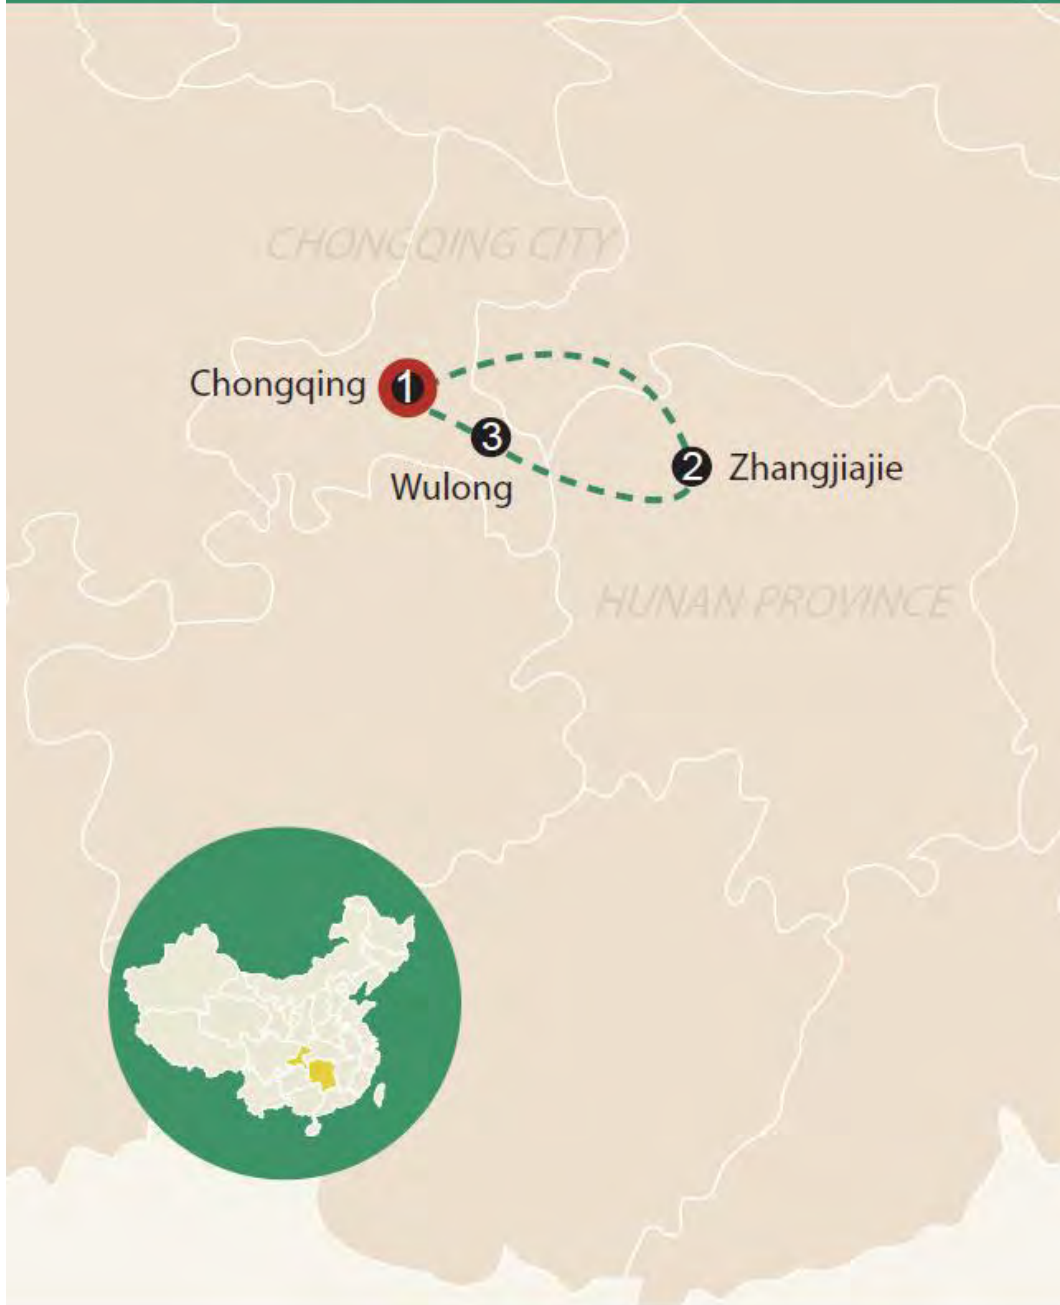 CHONGQING CITY
Chongqing 1
3
Wulong
2 Zhangjiajie
HUNAN PROVINCE